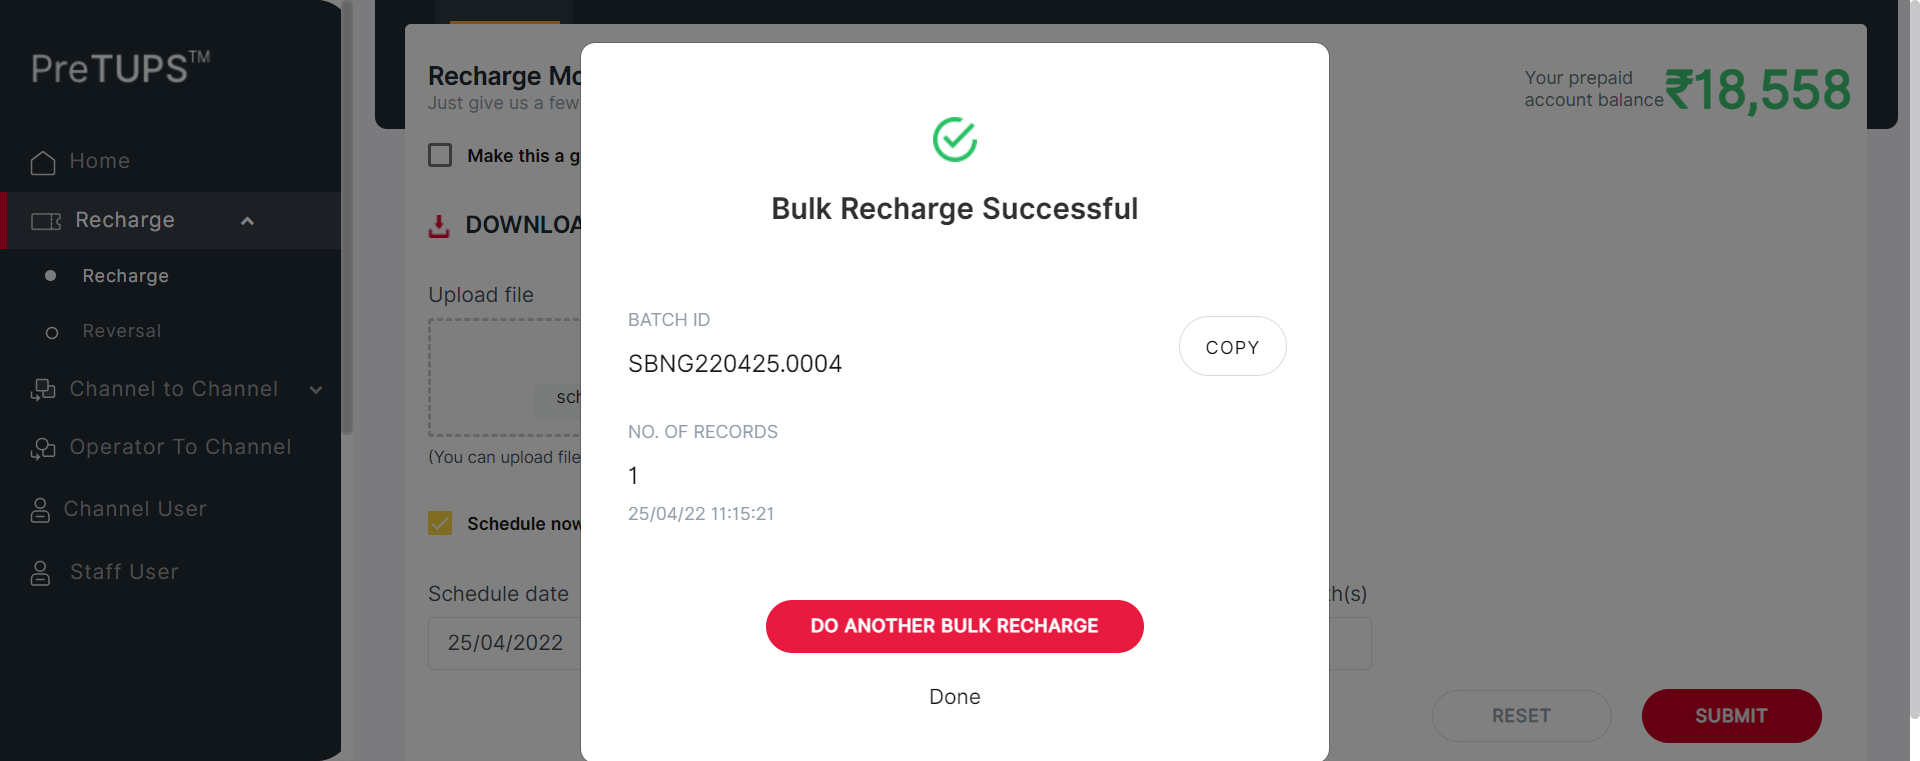 PreTUPS™
Home
Recharge
Recharge
Reversal
Channel to Channel
Operator To Channel
Channel User
Staff User
Recharge
Just give us a few
Your prepaid
account balance
₹18,558
Make this a
Upload file
(You can upload file
Schedule now
Schedule date
25/04/2022
RESET
SUBMIT
Bulk Recharge Successful
BATCH ID
SBNG220425.0004
COPY
NO. OF RECORDS
1
25/04/22 11:15:21
DO ANOTHER BULK RECHARGE
Done